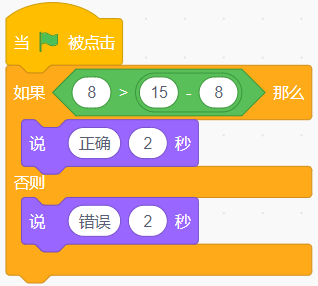 当 被点击
如果 8 > 15 - 8 那么
说 正确 2 秒
否则
说 错误 2 秒